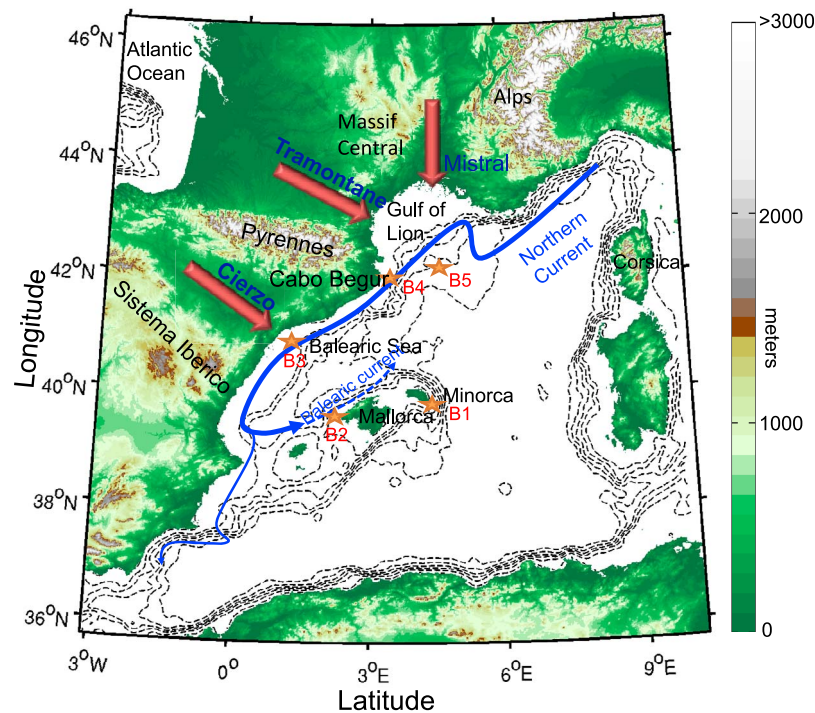 46°N
>3000
Atlantic
Ocean
Alps
Massif
Central
44°N
Tramontane
Mistral
Gulf of
Lion
2000
Pyrennes
Northern
Current
42°N
Cierzo
Cabo Begur
Corsica
B4
B5
Sistema Iberico
Longitude
meters
B3
Balearic Sea
40°N
Balearic current
Minorca
Mallorca
B1
1000
B2
38°N
36°N
0
3°W
0°
3°E
6°E
9°E
Latitude